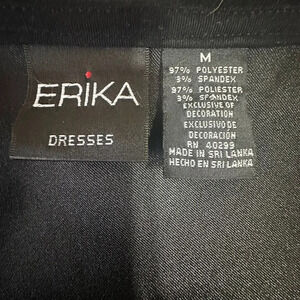 ERiKA
DRESSES
M
97% POLYESTER
3% SPANDEX
97% POLIESTER
3% SPANDEX
EXCLUSIVE OF
DECORATION
EXCLUSIVO DE
DECORACIÓN
RN 40299
MADE IN SRI LANKA
HECHO EN SRI LANKA